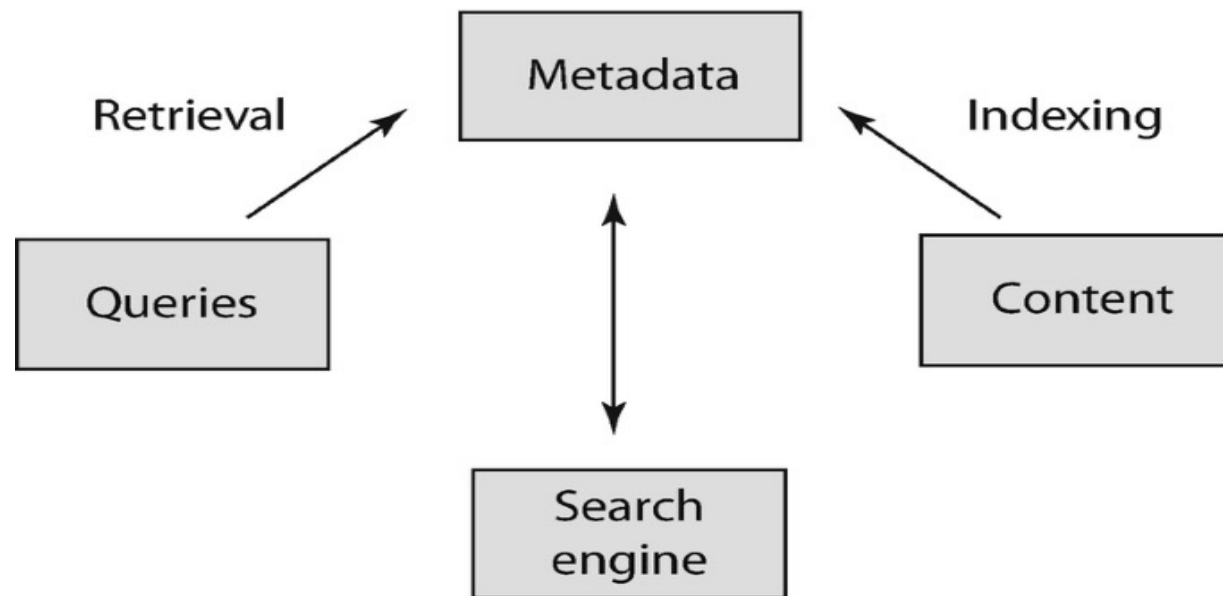 Metadata
Retrieval
Indexing
Queries
Content
Search
engine